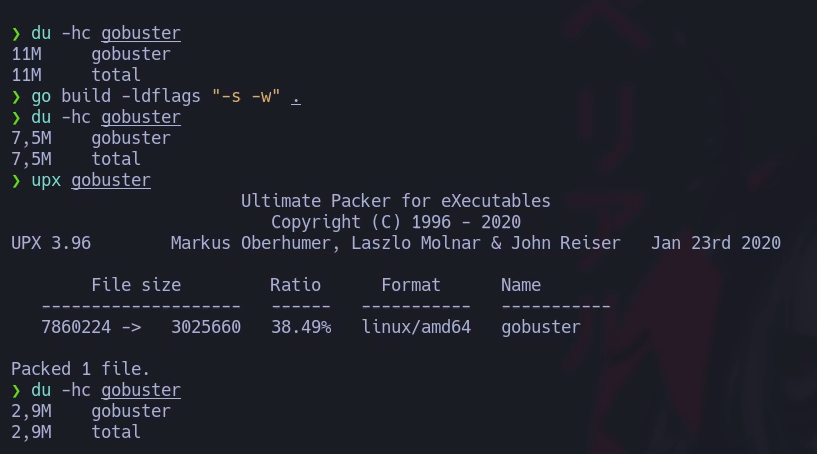 ❯ du -hc gobuster
11M     gobuster
11M     total
❯ go build -ldflags "-s -w" .
❯ du -hc gobuster
7,5M    gobuster
7,5M    total
❯ upx gobuster
                       Ultimate Packer for eXecutables
                          Copyright (C) 1996 - 2020
UPX 3.96        Markus Oberhumer, Laszlo Molnar & John Reiser   Jan 23rd 2020
        File size         Ratio      Format      Name
   --------------------   ------   -----------   -----------
   7860224 ->   3025660   38.49%   linux/amd64   gobuster
Packed 1 file.
❯ du -hc gobuster
2,9M    gobuster
2,9M    total